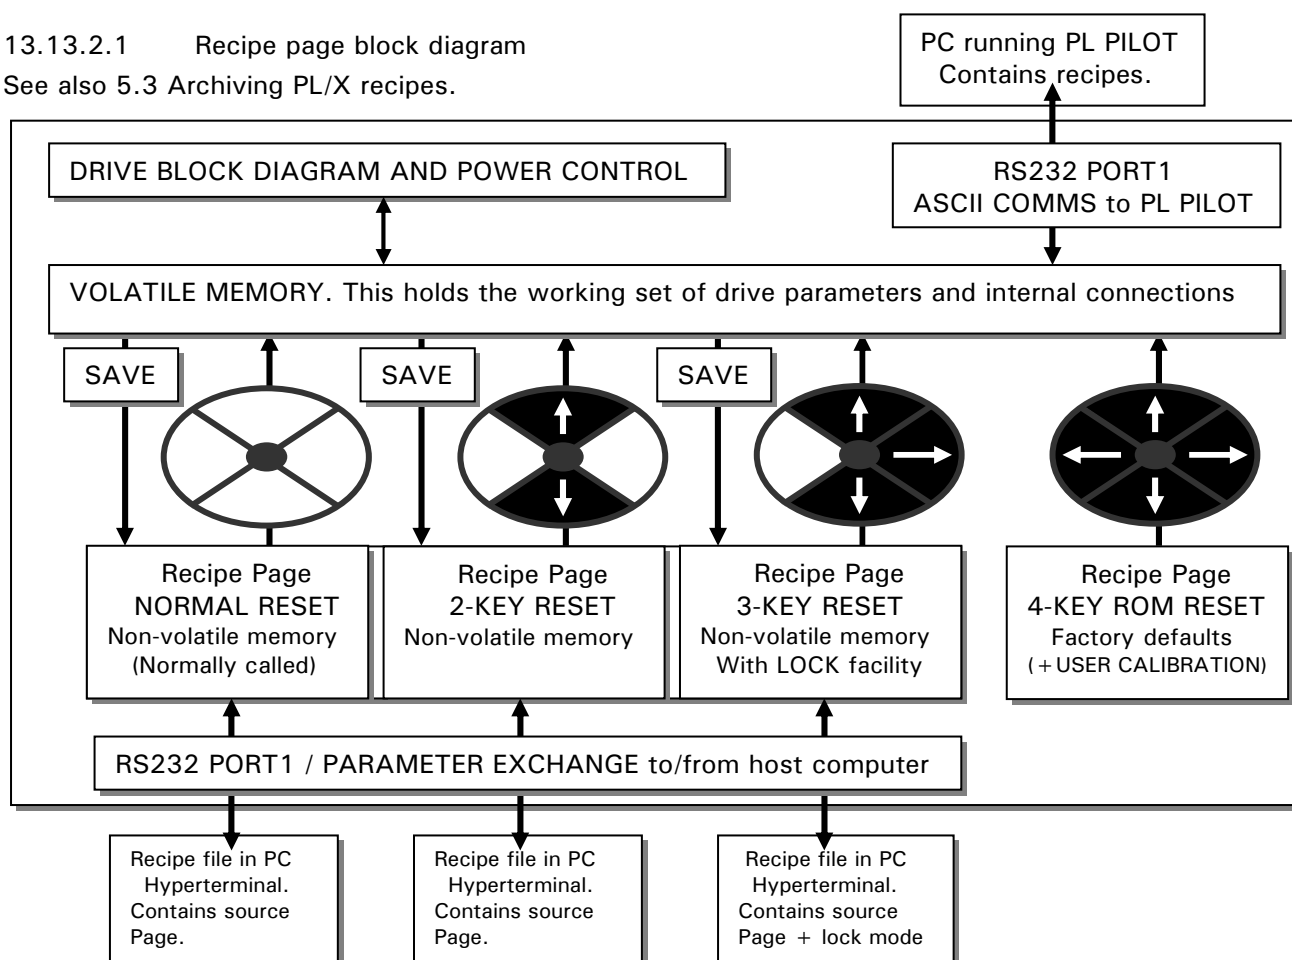 13.13.2.1 Recipe page block diagram
See also 5.3 Archiving PL/X recipes.
PC running PL PILOT
Contains recipes.
DRIVE BLOCK DIAGRAM AND POWER CONTROL
RS232 PORT1
ASCII COMMS to PL PILOT
VOLATILE MEMORY. This holds the working set of drive parameters and internal connections
SAVE
SAVE
SAVE
Recipe Page
NORMAL RESET
Non-volatile memory
(Normally called)
Recipe Page
2-KEY RESET
Non-volatile memory
Recipe Page
3-KEY RESET
Non-volatile memory
With LOCK facility
Recipe Page
4-KEY ROM RESET
Factory defaults
(+USER CALIBRATION)
RS232 PORT1 / PARAMETER EXCHANGE to/from host computer
Recipe file in PC
Hyperterminal.
Contains source
Page.
Recipe file in PC
Hyperterminal.
Contains source
Page.
Recipe file in PC
Hyperterminal.
Contains source
Page + lock mode